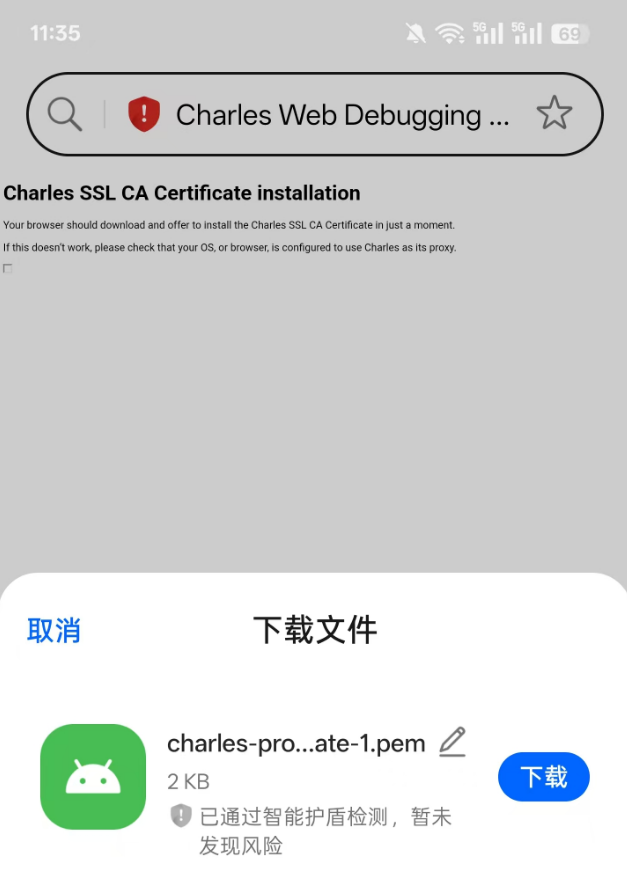 11:35
5G 5G 69
Charles Web Debugging ...
Charles SSL CA Certificate installation
Your browser should download and offer to install the Charles SSL CA Certificate in just a moment.
If this doesn't work, please check that your OS, or browser, is configured to use Charles as its proxy.
取消 下载文件
charles-pro...ate-1.pem
2 KB
下载
已通过智能护盾检测，暂未
发现风险